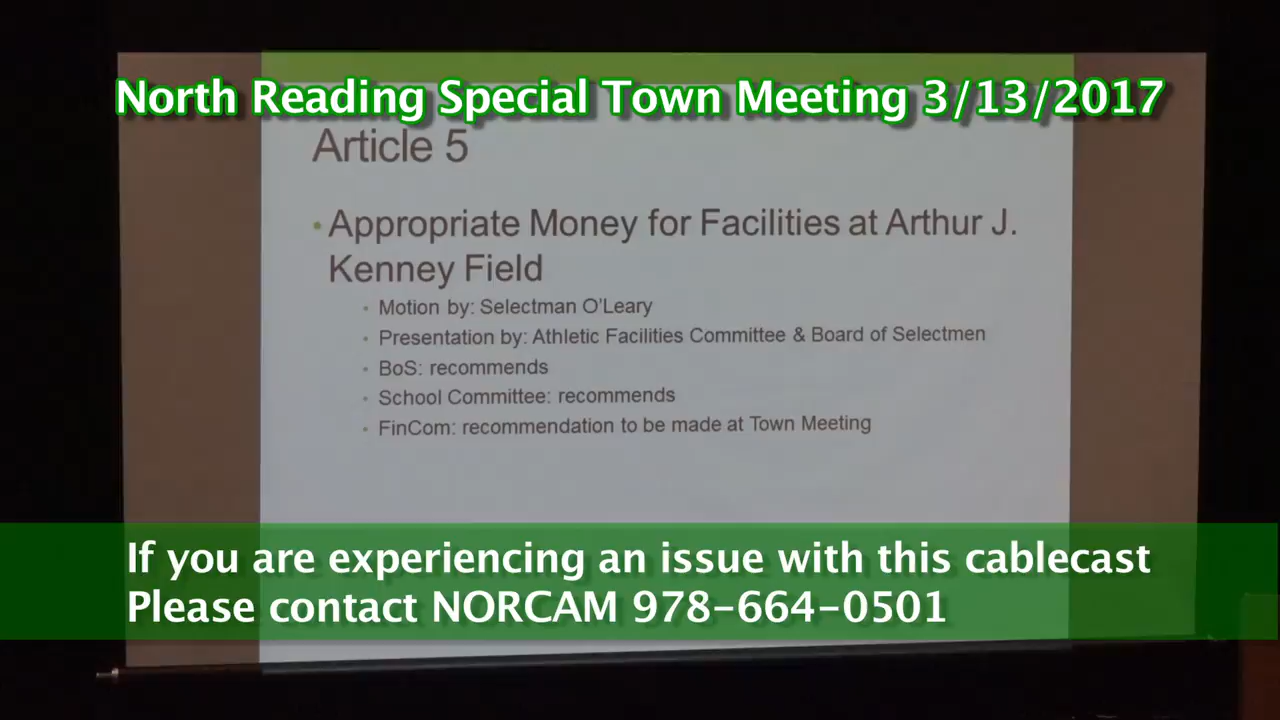 North Reading Special Town Meeting 3/13/2017
Article 5
• Appropriate Money for Facilities at Arthur J.
Kenney Field
• Motion by: Selectman O'Leary
• Presentation by: Athletic Facilities Committee & Board of Selectmen
• BoS: recommends
• School Committee: recommends
• FinCom: recommendation to be made at Town Meeting
If you are experiencing an issue with this cablecast
Please contact NORCAM 978-664-0501